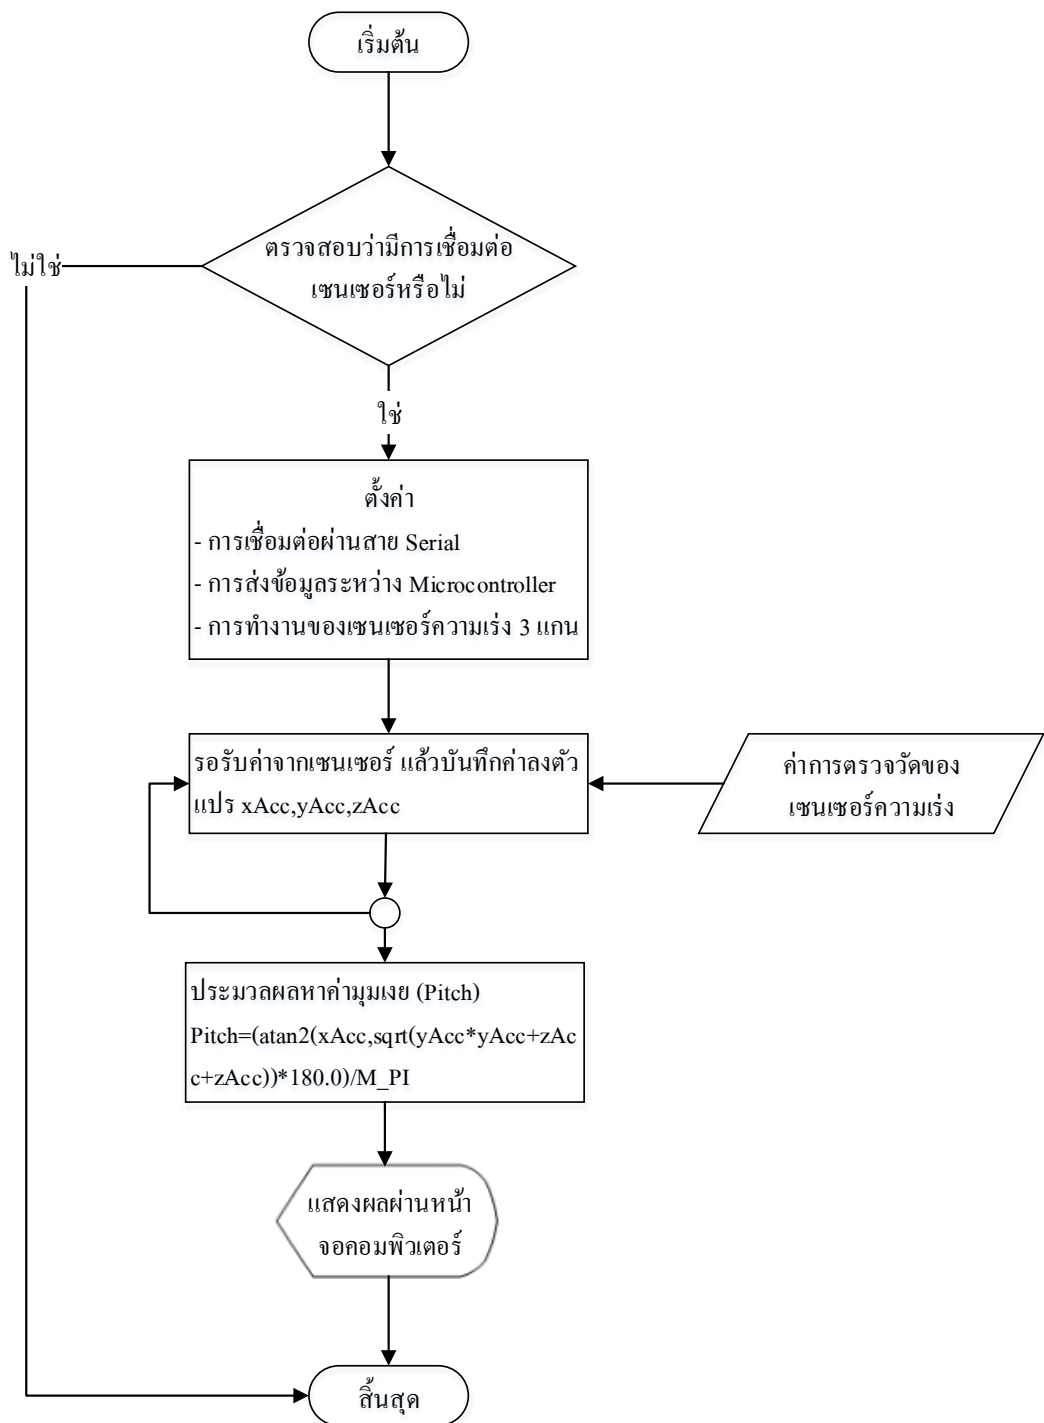 เริ่มต้น
ตรวจสอบว่ามีการเชื่อมต่อ
เซนเซอร์หรือไม่
ไม่ใช่
ใช่
ตั้งค่า
- การเชื่อมต่อผ่านสาย Serial
- การส่งข้อมูลระหว่าง Microcontroller
- การทำงานของเซนเซอร์ความเร่ง 3 แกน
รอรับค่าจากเซนเซอร์ แล้วบันทึกค่าลงตัว
แปร xAcc,yAcc,zAcc
ค่าการตรวจวัดของ
เซนเซอร์ความเร่ง
ประมวลผลหาค่ามุมเงย (Pitch)
Pitch=(atan2(xAcc,sqrt(yAcc*yAcc+zAc
c+zAcc))*180.0)/M_PI
แสดงผลผ่านหน้า
จอคอมพิวเตอร์
สิ้นสุด